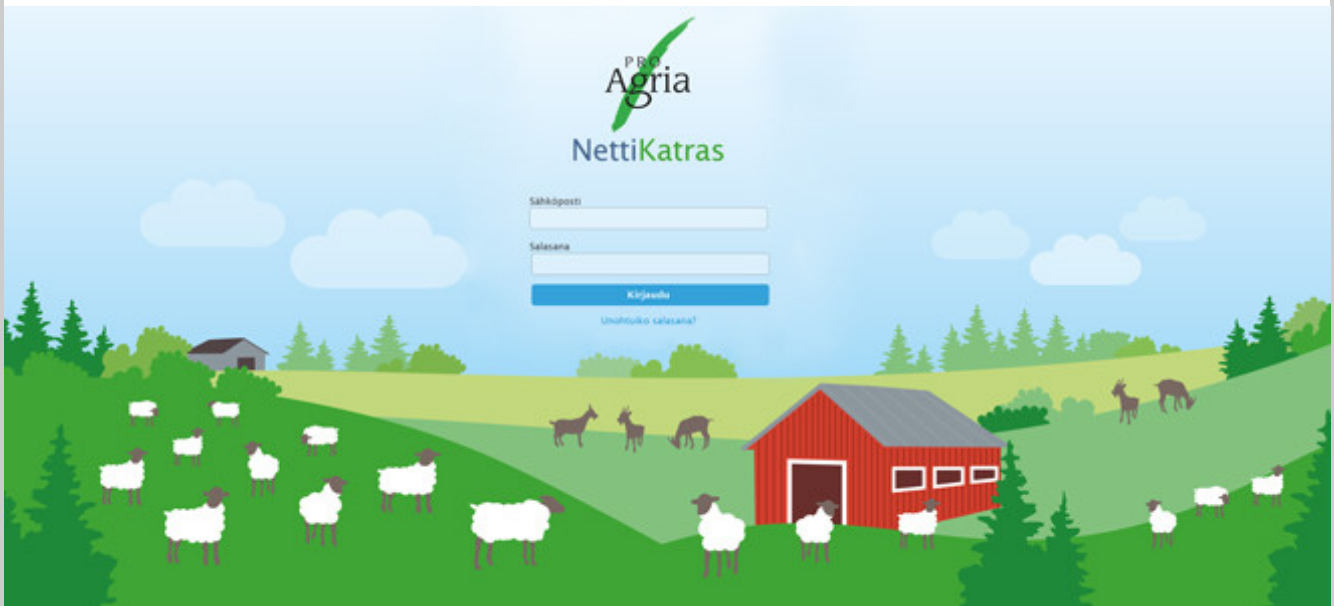 PRO
Agria
NettiKatras
Sähköposti
Salasana
Kirjaudu
Unohtuiko salasana?